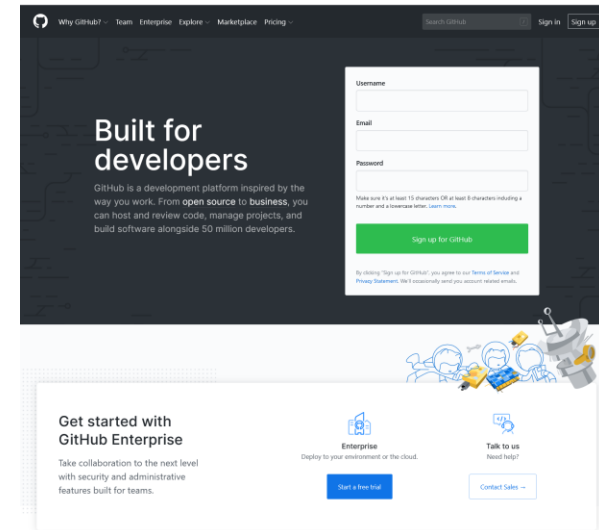 Why GitHub? Team Enterprise Explore Marketplace Pricing Search GitHub / Sign in Sign up
Built for
developers
GitHub is a development platform inspired by the
way you work. From open source to business, you
can host and review code, manage projects, and
build software alongside 50 million developers.
Username
Email
Password
Make sure it's at least 15 characters OR at least 8 characters including a
number and a lowercase letter. Learn more.
Sign up for GitHub
By clicking "Sign up for GitHub", you agree to our Terms of Service and
Privacy Statement. We'll occasionally send you account related emails.
Get started with
GitHub Enterprise
Take collaboration to the next level
with security and administrative
features built for teams.
Enterprise
Deploy to your environment or the cloud.
Start a free trial
Talk to us
Need help?
Contact Sales →